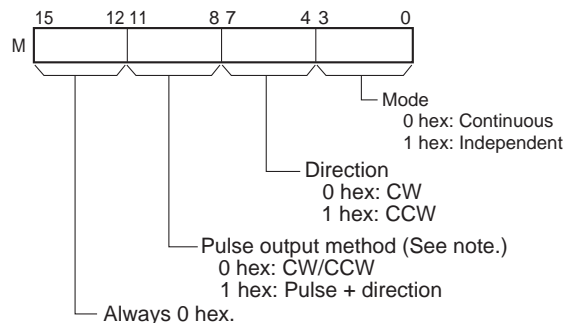 15 12 11 8 7 4 3 0
M
Mode
0 hex: Continuous
1 hex: Independent
Direction
0 hex: CW
1 hex: CCW
Pulse output method (See note.)
0 hex: CW/CCW
1 hex: Pulse + direction
Always 0 hex.